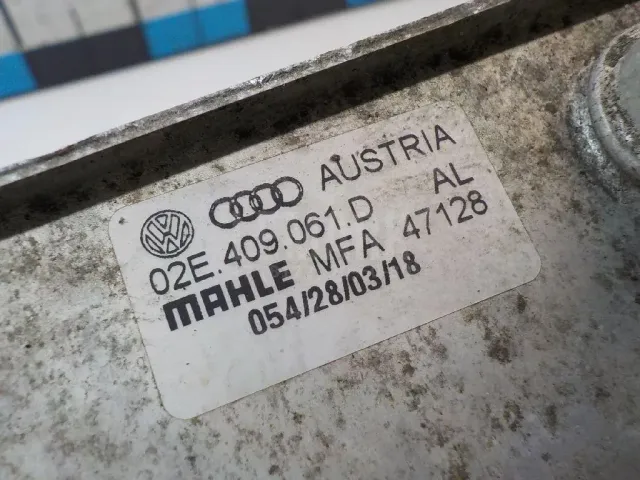 AUSTRIA
02E.409.061.D AL
MAHLE MFA 47128
054/28/03/18